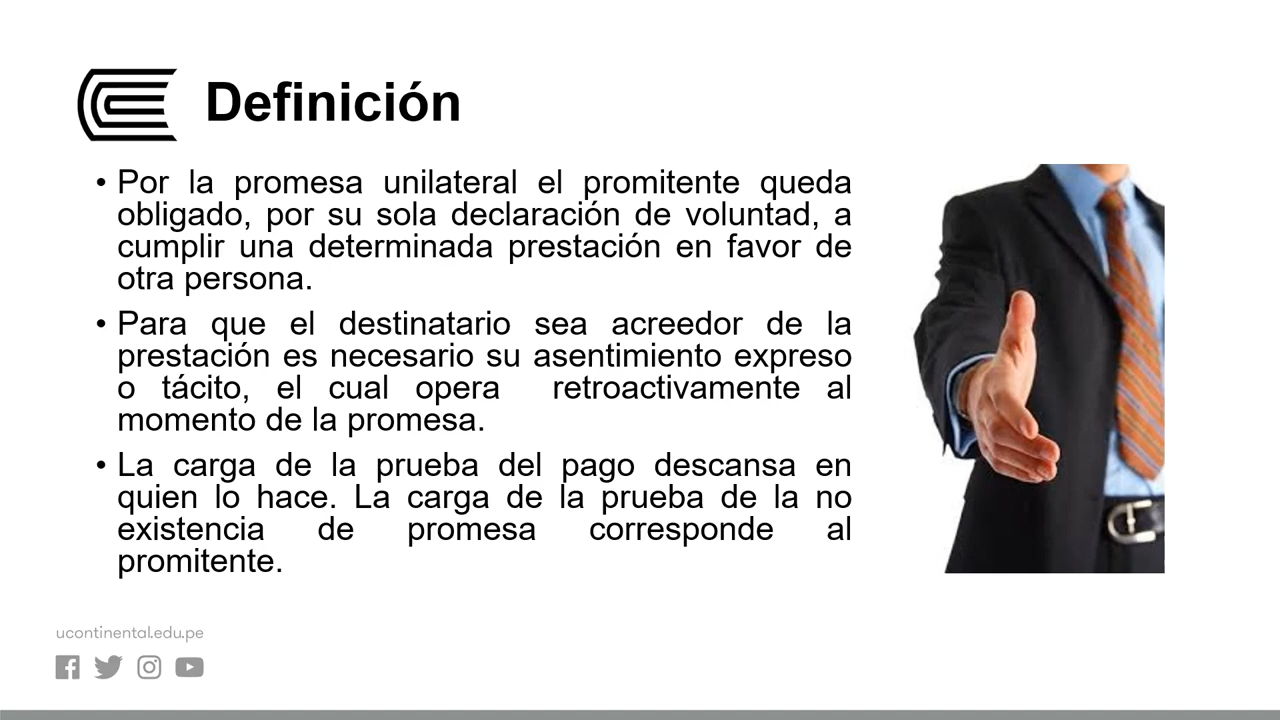 Definición
• Por la promesa unilateral el promitente queda
obligado, por su sola declaración de voluntad, a
cumplir una determinada prestación en favor de
otra persona.
• Para que el destinatario sea acreedor de la
prestación es necesario su asentimiento expreso
o tácito, el cual opera retroactivamente al
momento de la promesa.
• La carga de la prueba del pago descansa en
quien lo hace. La carga de la prueba de la no
existencia de promesa corresponde al
promitente.
ucontinental.edu.pe